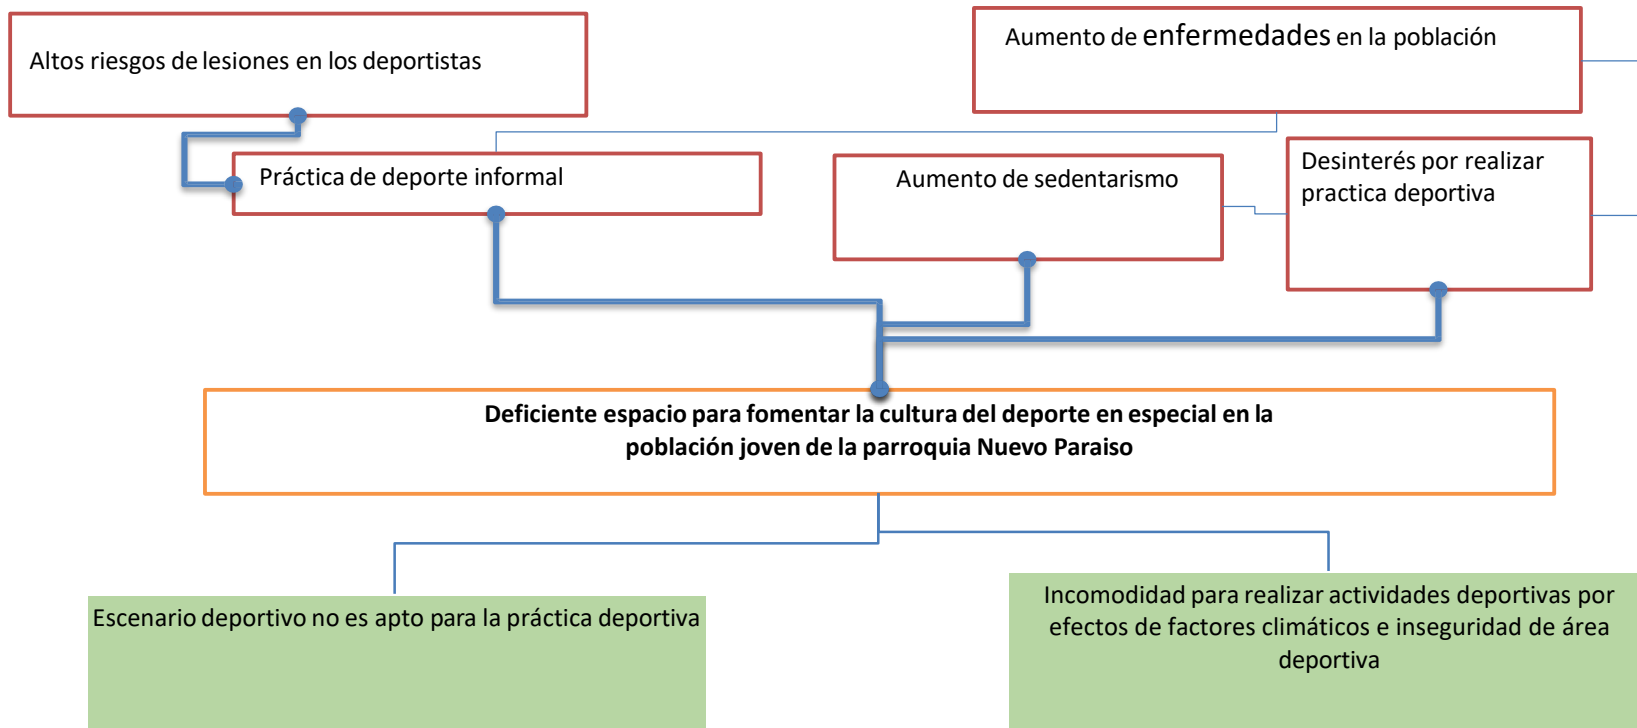 Altos riesgos de lesiones en los deportistas
Aumento de enfermedades en la población
Práctica de deporte informal
Aumento de sedentarismo
Desinterés por realizar
practica deportiva
Deficiente espacio para fomentar la cultura del deporte en especial en la
población joven de la parroquia Nuevo Paraiso
Escenario deportivo no es apto para la práctica deportiva
Incomodidad para realizar actividades deportivas por
efectos de factores climáticos e inseguridad de área
deportiva